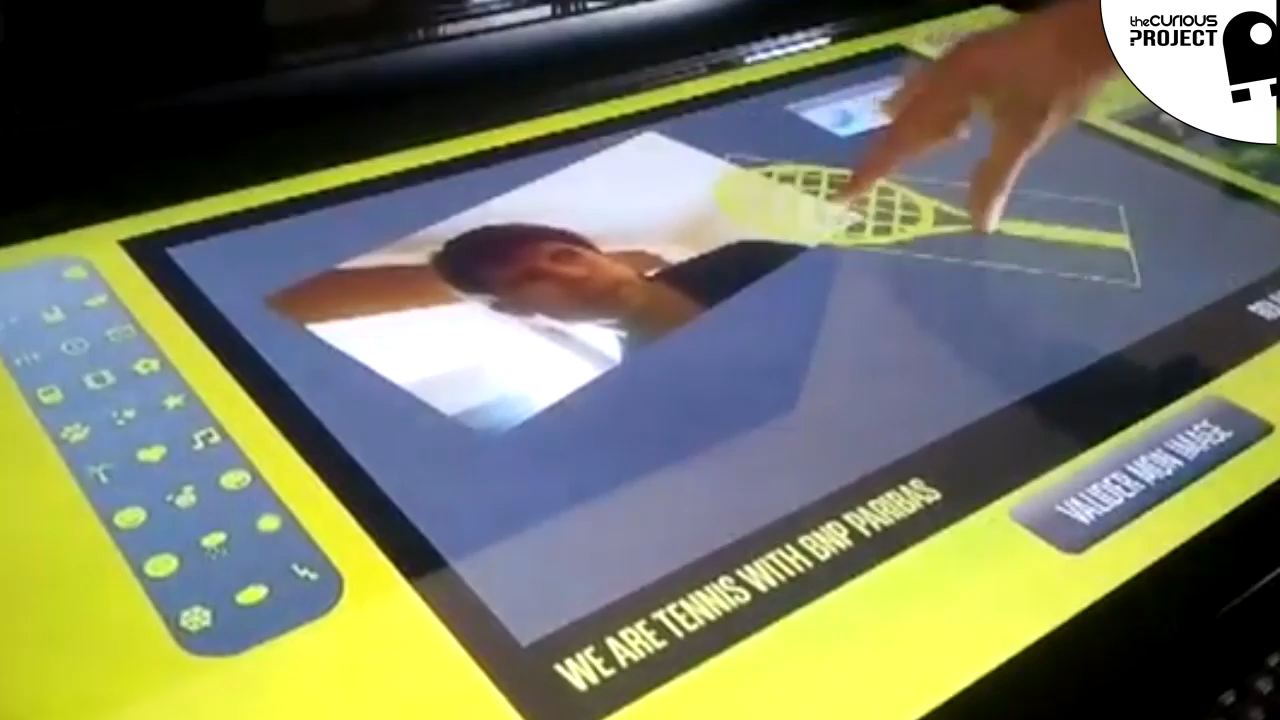 theCURIOUS
PROJECT
VALIDER MON IMAGE
WE ARE TENNIS WITH BNP PARIBAS